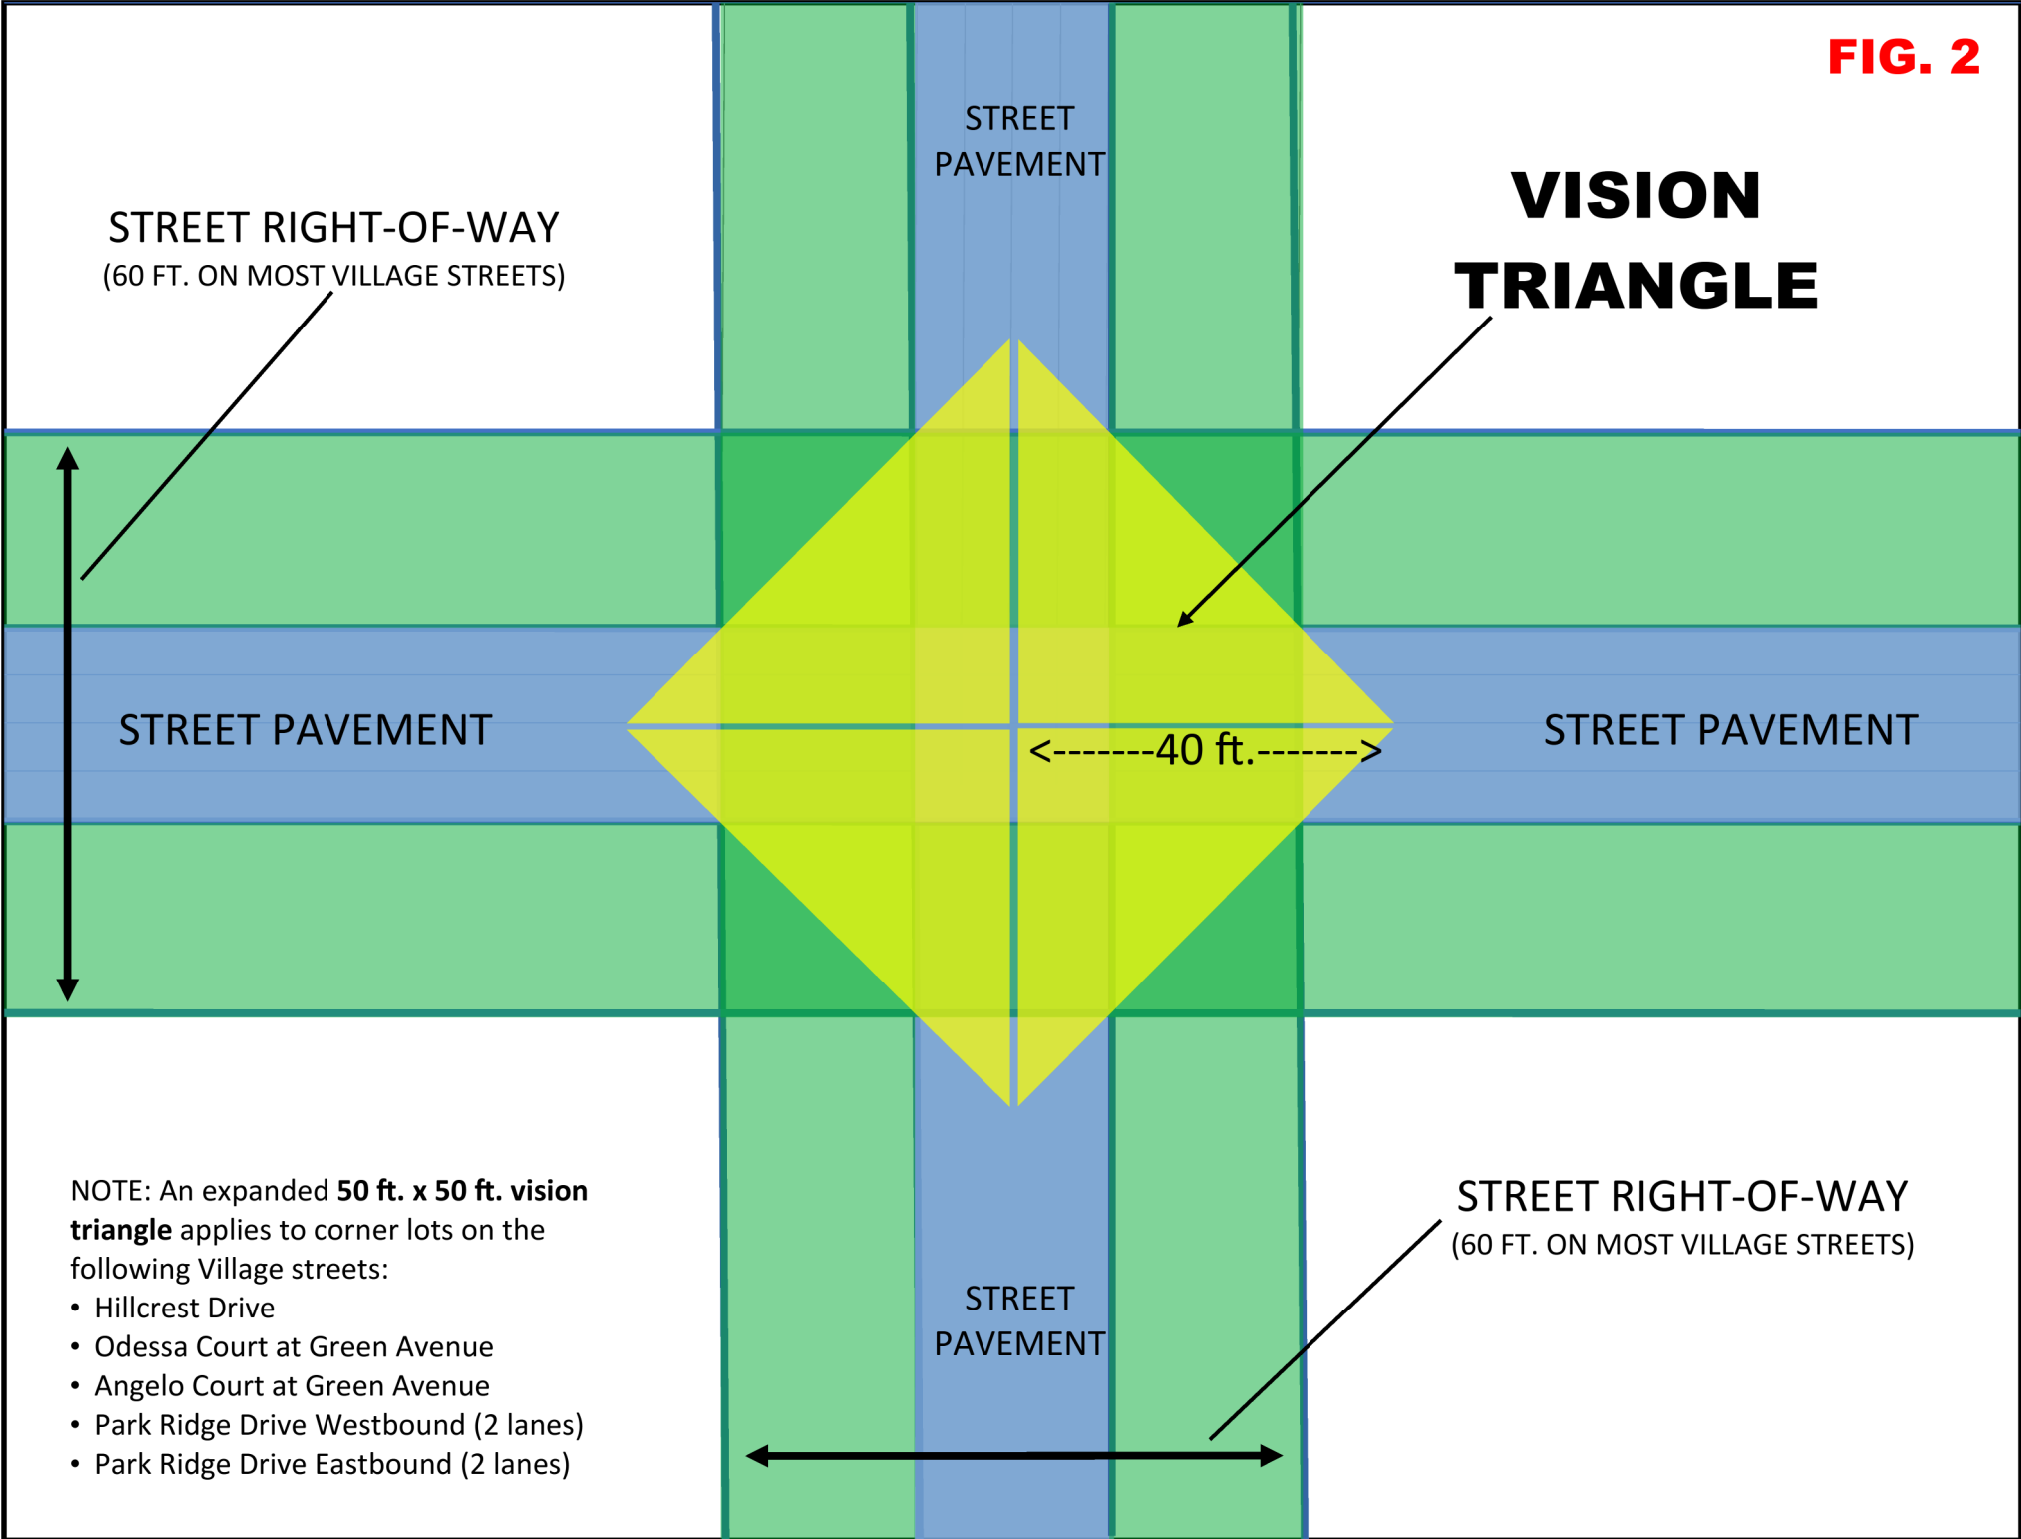 FIG. 2
STREET
PAVEMENT
VISION
TRIANGLE
STREET RIGHT-OF-WAY
(60 FT. ON MOST VILLAGE STREETS)
STREET PAVEMENT
<-------40 ft.------->
STREET PAVEMENT
NOTE: An expanded 50 ft. x 50 ft. vision
triangle applies to corner lots on the
following Village streets:
• Hillcrest Drive
• Odessa Court at Green Avenue
• Angelo Court at Green Avenue
• Park Ridge Drive Westbound (2 lanes)
• Park Ridge Drive Eastbound (2 lanes)
STREET
PAVEMENT
STREET RIGHT-OF-WAY
(60 FT. ON MOST VILLAGE STREETS)